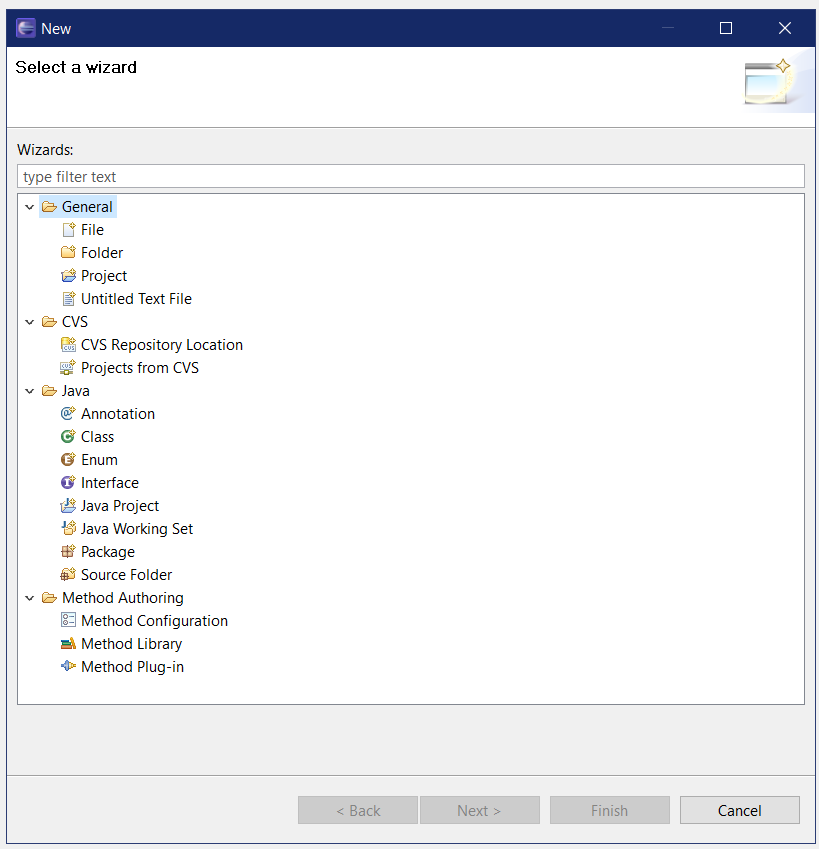 New
Select a wizard
Wizards:
type filter text
General
File
Folder
Project
Untitled Text File
CVS
CVS Repository Location
Projects from CVS
Java
Annotation
Class
Enum
Interface
Java Project
Java Working Set
Package
Source Folder
Method Authoring
Method Configuration
Method Library
Method Plug-in
< Back Next > Finish Cancel